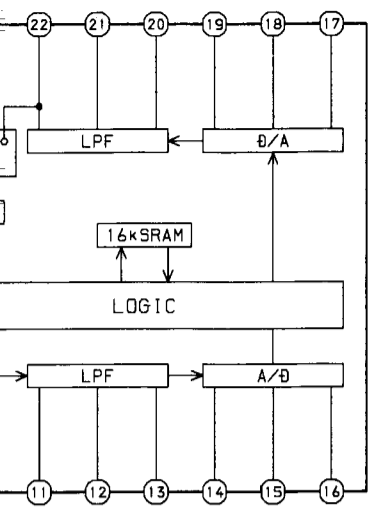 22 21 20 19 18 17
LPF D/A
16kSRAM
LOGIC
LPF A/D
11 12 13 14 15 16